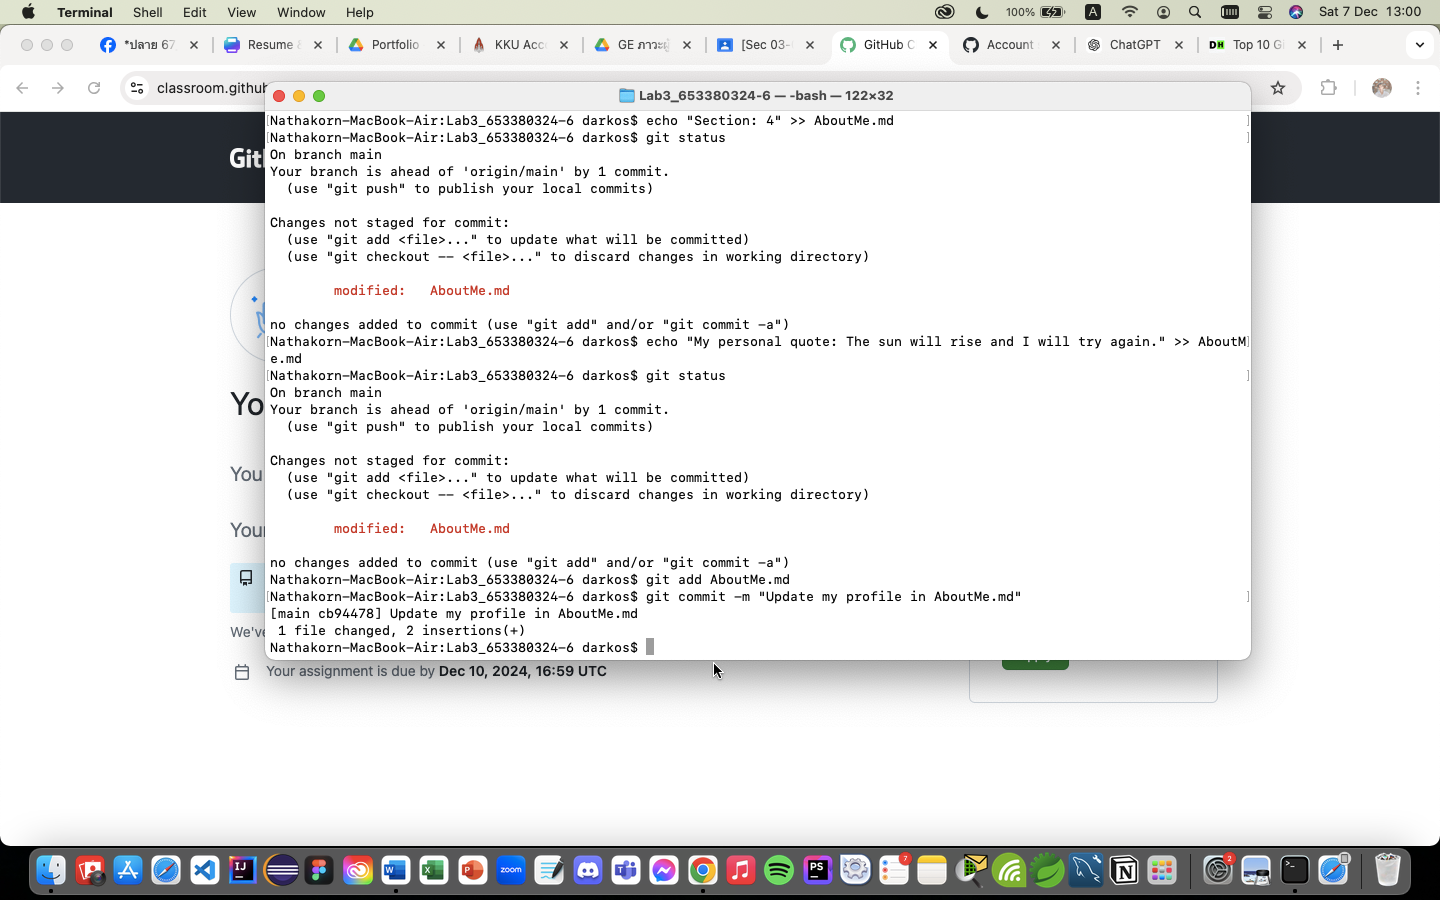 Terminal Shell Edit View Window Help 100% A Sat 7 Dec 13:00
*ปลาย 67 Resume & Portfolio KKU Acc GE ภาวะผู้ [Sec 03- GitHub C Account ChatGPT DH Top 10 G
classroom.github
Lab3_653380324-6 — -bash — 122×32
Nathakorn-MacBook-Air:Lab3_653380324-6 darkos$ echo "Section: 4" >> AboutMe.md
Nathakorn-MacBook-Air:Lab3_653380324-6 darkos$ git status
On branch main
Your branch is ahead of 'origin/main' by 1 commit.
(use "git push" to publish your local commits)
Changes not staged for commit:
(use "git add <file>..." to update what will be committed)
(use "git checkout -- <file>..." to discard changes in working directory)
modified: AboutMe.md
no changes added to commit (use "git add" and/or "git commit -a")
Nathakorn-MacBook-Air:Lab3_653380324-6 darkos$ echo "My personal quote: The sun will rise and I will try again." >> AboutM
e.md
Nathakorn-MacBook-Air:Lab3_653380324-6 darkos$ git status
On branch main
Your branch is ahead of 'origin/main' by 1 commit.
(use "git push" to publish your local commits)
Changes not staged for commit:
(use "git add <file>..." to update what will be committed)
(use "git checkout -- <file>..." to discard changes in working directory)
modified: AboutMe.md
no changes added to commit (use "git add" and/or "git commit -a")
Nathakorn-MacBook-Air:Lab3_653380324-6 darkos$ git add AboutMe.md
Nathakorn-MacBook-Air:Lab3_653380324-6 darkos$ git commit -m "Update my profile in AboutMe.md"
[main cb94478] Update my profile in AboutMe.md
1 file changed, 2 insertions(+)
Nathakorn-MacBook-Air:Lab3_653380324-6 darkos$
Git
Yo
You
Your
We've
Your assignment is due by Dec 10, 2024, 16:59 UTC
zoom
PS
7
2